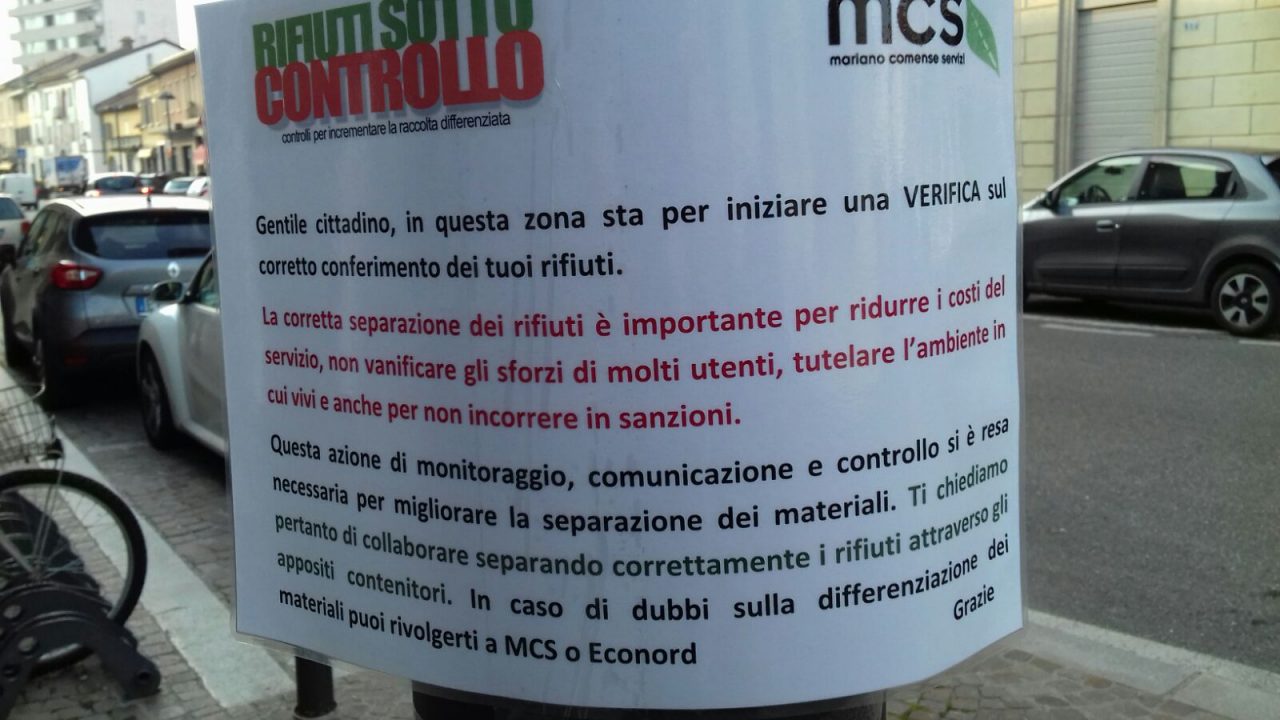 RIFIUTI SOTTO
CONTROLLO
controlli per incrementare la raccolta differenziata
mcs
mariano comense servizi
Gentile cittadino, in questa zona sta per iniziare una VERIFICA sul
corretto conferimento dei tuoi rifiuti.
La corretta separazione dei rifiuti è importante per ridurre i costi del
servizio, non vanificare gli sforzi di molti utenti, tutelare l'ambiente in
cui vivi e anche per non incorrere in sanzioni.
Questa azione di monitoraggio, comunicazione e controllo si è resa
necessaria per migliorare la separazione dei materiali. Ti chiediamo
pertanto di collaborare separando correttamente i rifiuti attraverso gli
appositi contenitori. In caso di dubbi sulla differenziazione dei
materiali puoi rivolgerti a MCS o Econord
Grazie